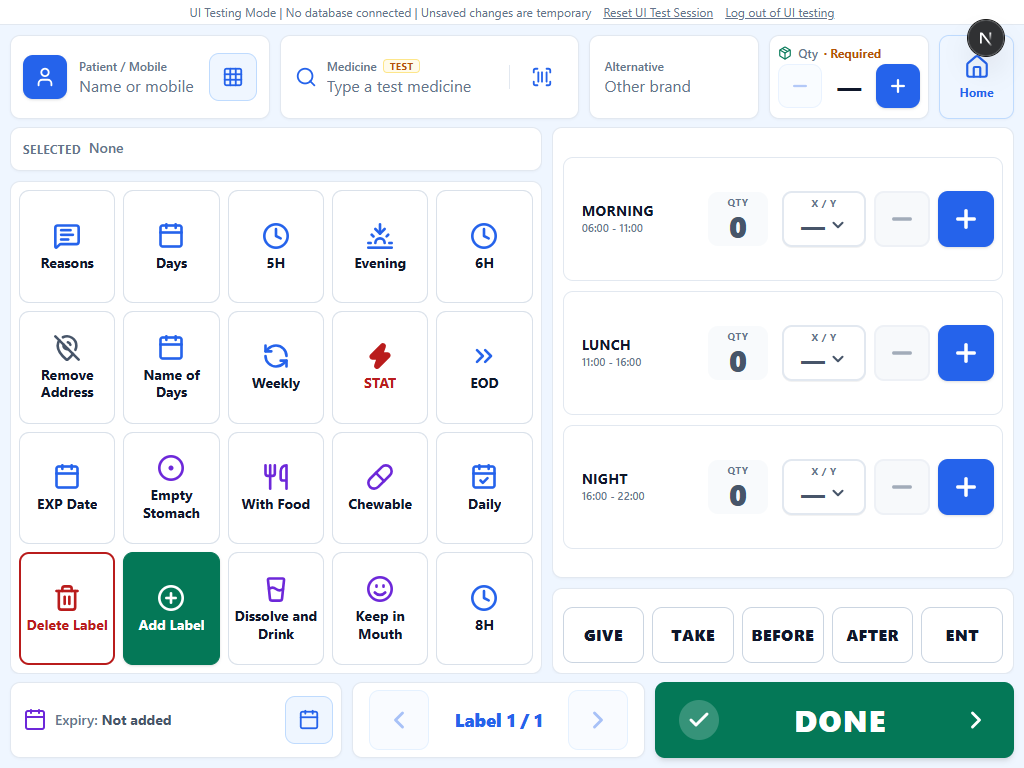 UI Testing Mode | No database connected | Unsaved changes are temporary Reset UI Test Session Log out of UI testing
Patient / Mobile
Name or mobile
Medicine TEST
Type a test medicine
Alternative
Other brand
Qty · Required
—
N
Home
SELECTED None
Reasons
Days
5H
Evening
6H
Remove
Address
Name of
Days
Weekly
STAT
EOD
EXP Date
Empty
Stomach
With Food
Chewable
Daily
Delete Label
Add Label
Dissolve and
Drink
Keep in
Mouth
8H
MORNING
06:00 - 11:00
QTY
0
X / Y
—
LUNCH
11:00 - 16:00
QTY
0
X / Y
—
NIGHT
16:00 - 22:00
QTY
0
X / Y
—
GIVE
TAKE
BEFORE
AFTER
ENT
Expiry: Not added
Label 1 / 1
DONE